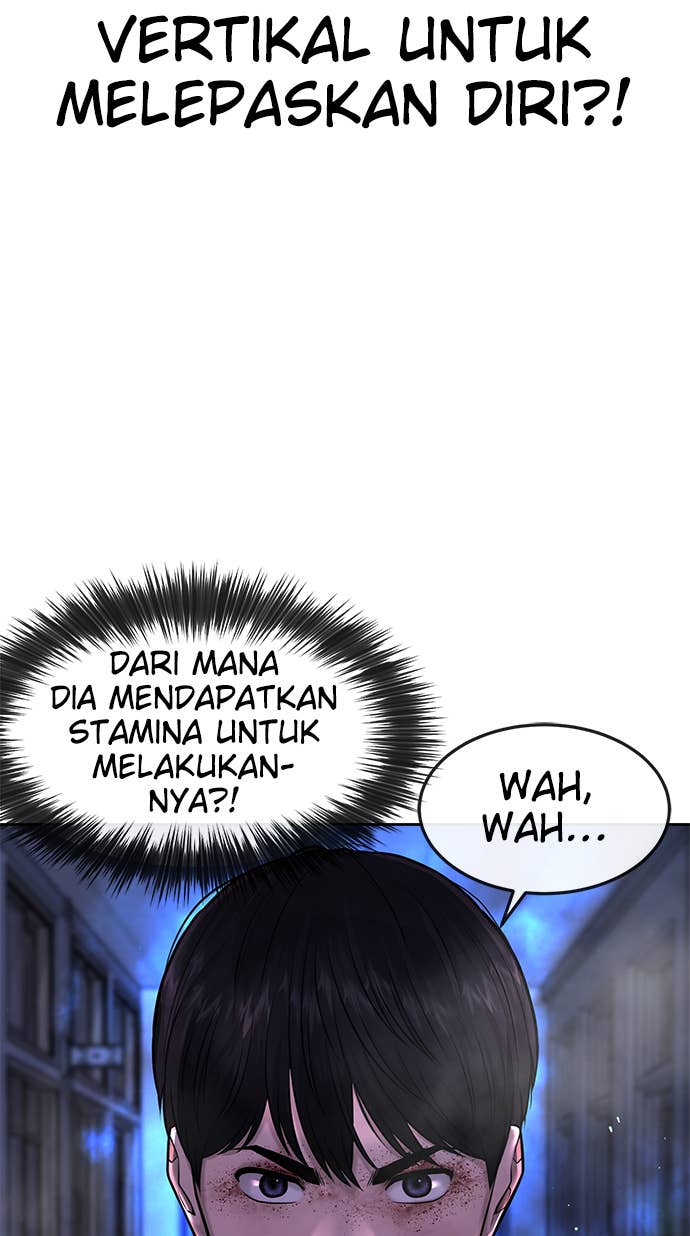 VERTIKAL UNTUK
MELEPASKAN DIRI?!
DARI MANA
DIA MENDAPATKAN
STAMINA UNTUK
MELAKUKAN-
NYA?!
WAH,
WAH...